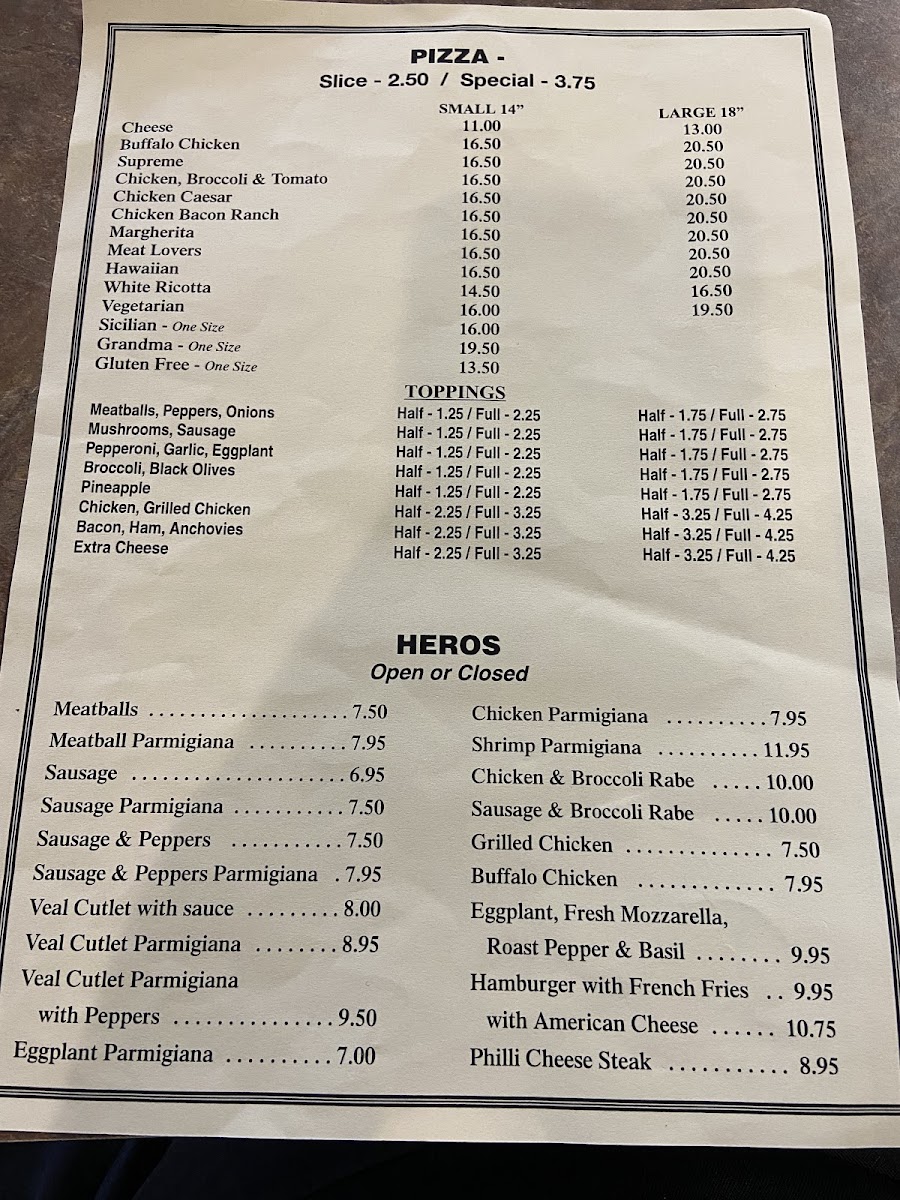 PIZZA -
Slice - 2.50 / Special - 3.75
SMALL 14" LARGE 18"
Cheese 11.00 13.00
Buffalo Chicken 16.50 20.50
Supreme 16.50 20.50
Chicken, Broccoli & Tomato 16.50 20.50
Chicken Caesar 16.50 20.50
Chicken Bacon Ranch 16.50 20.50
Margherita 16.50 20.50
Meat Lovers 16.50 20.50
Hawaiian 16.50 20.50
White Ricotta 14.50 16.50
Vegetarian 16.00 19.50
Sicilian - One Size 16.00
Grandma - One Size 19.50
Gluten Free - One Size 13.50
TOPPINGS
Meatballs, Peppers, Onions Half - 1.25 / Full - 2.25 Half - 1.75 / Full - 2.75
Mushrooms, Sausage Half - 1.25 / Full - 2.25 Half - 1.75 / Full - 2.75
Pepperoni, Garlic, Eggplant Half - 1.25 / Full - 2.25 Half - 1.75 / Full - 2.75
Broccoli, Black Olives Half - 1.25 / Full - 2.25 Half - 1.75 / Full - 2.75
Pineapple Half - 1.25 / Full - 2.25 Half - 1.75 / Full - 2.75
Chicken, Grilled Chicken Half - 2.25 / Full - 3.25 Half - 3.25 / Full - 4.25
Bacon, Ham, Anchovies Half - 2.25 / Full - 3.25 Half - 3.25 / Full - 4.25
Extra Cheese Half - 2.25 / Full - 3.25 Half - 3.25 / Full - 4.25
HEROS
Open or Closed
Meatballs .................... 7.50
Meatball Parmigiana .......... 7.95
Sausage ..................... 6.95
Sausage Parmigiana ........... 7.50
Sausage & Peppers ........... 7.50
Sausage & Peppers Parmigiana . 7.95
Veal Cutlet with sauce ......... 8.00
Veal Cutlet Parmigiana ........ 8.95
Veal Cutlet Parmigiana
with Peppers ................ 9.50
Eggplant Parmigiana .......... 7.00
Chicken Parmigiana .......... 7.95
Shrimp Parmigiana .......... 11.95
Chicken & Broccoli Rabe ..... 10.00
Sausage & Broccoli Rabe ..... 10.00
Grilled Chicken .............. 7.50
Buffalo Chicken ............. 7.95
Eggplant, Fresh Mozzarella,
Roast Pepper & Basil ........ 9.95
Hamburger with French Fries .. 9.95
with American Cheese ...... 10.75
Philli Cheese Steak ........... 8.95